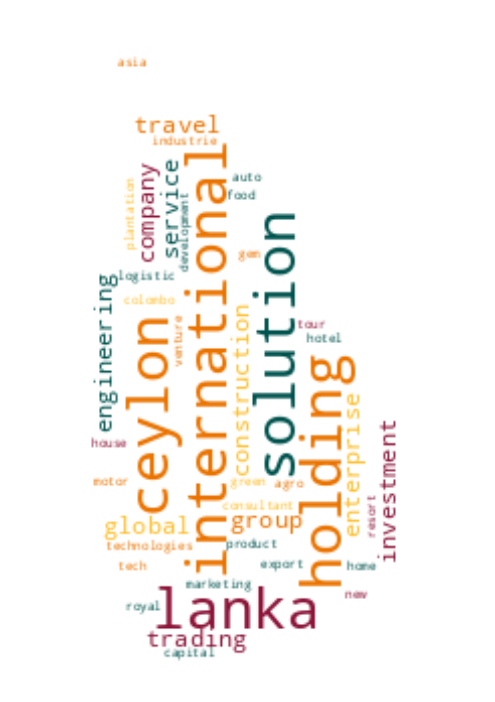 asia
travel
industrie
international
company
service
auto
plantation
development
food
solution
gem
logistic
engineering
colombo
construction
ceylon
venture
tour
hotel
holding
enterprise
investment
house
motor
green
agro
resort
consultant
global
group
technologies
product
tech
export
home
marketing
new
royal
lanka
trading
capital